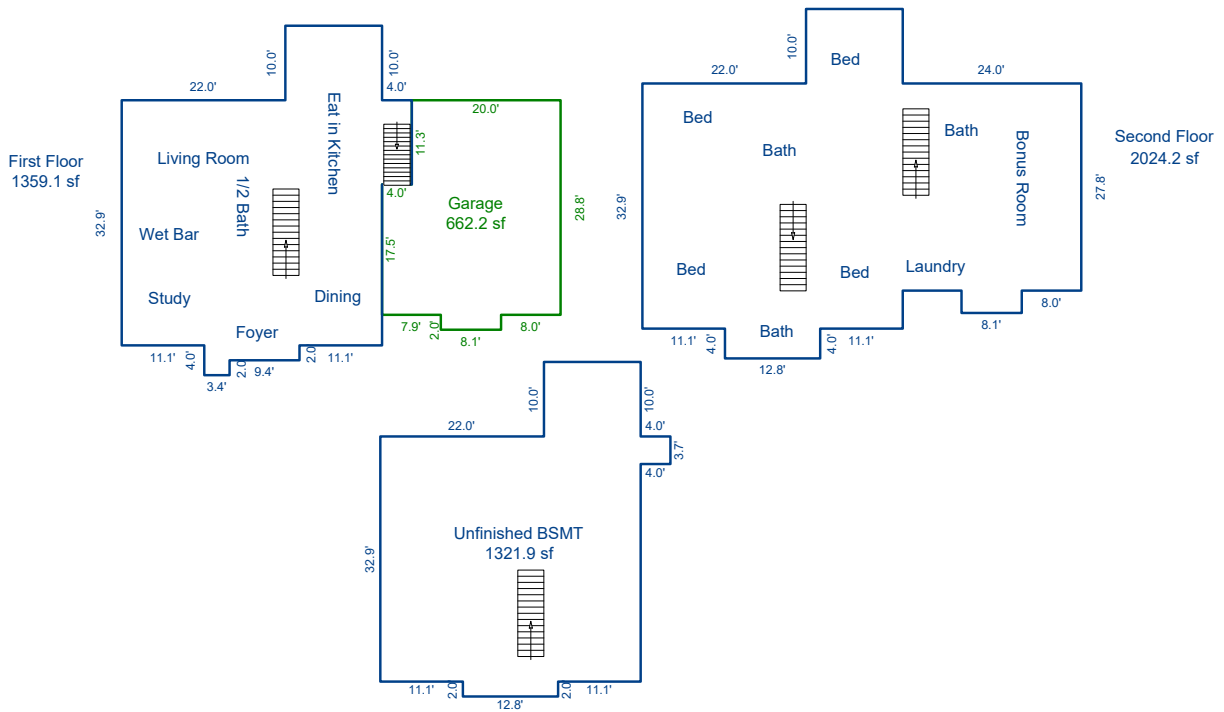 10.0'
10.0'
22.0'
4.0'
20.0'
Eat in Kitchen
11.3'
First Floor
1359.1 sf
Living Room
1/2 Bath
4.0'
Garage
662.2 sf
28.8'
32.9'
Wet Bar
17.5'
Study
Dining
Foyer
7.9'
2.0'
8.1'
8.0'
11.1'
4.0'
3.4'
2.0'
9.4'
2.0'
11.1'
10.0'
Bed
22.0'
24.0'
Bed
Bath
Bath
Bonus Room
Second Floor
2024.2 sf
32.9'
27.8'
Bed
Bed
Laundry
8.0'
8.1'
11.1'
4.0'
Bath
4.0'
11.1'
12.8'
10.0'
10.0'
22.0'
4.0'
3.7'
4.0'
Unfinished BSMT
1321.9 sf
32.9'
11.1'
2.0'
12.8'
2.0'
11.1'